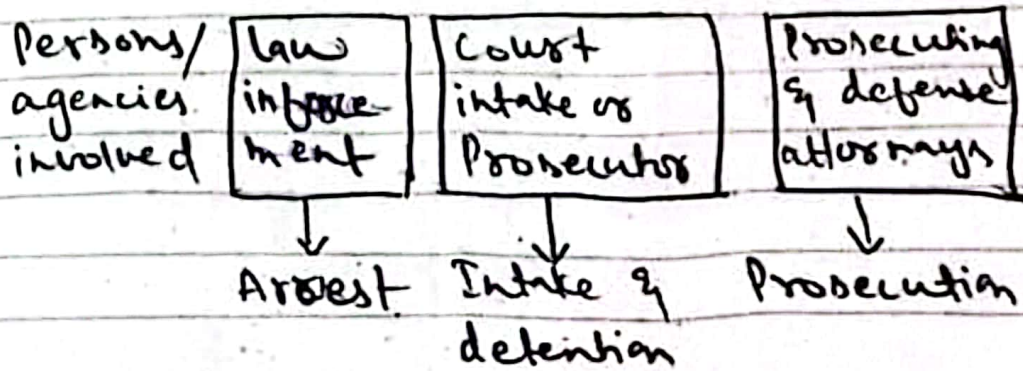 Persons/
agencies
involved
law
inforce-
ment
Court
intake or
Prosecutor
Prosecuting
& defense
attornays
Arrest
Intake &
detention
Prosecution